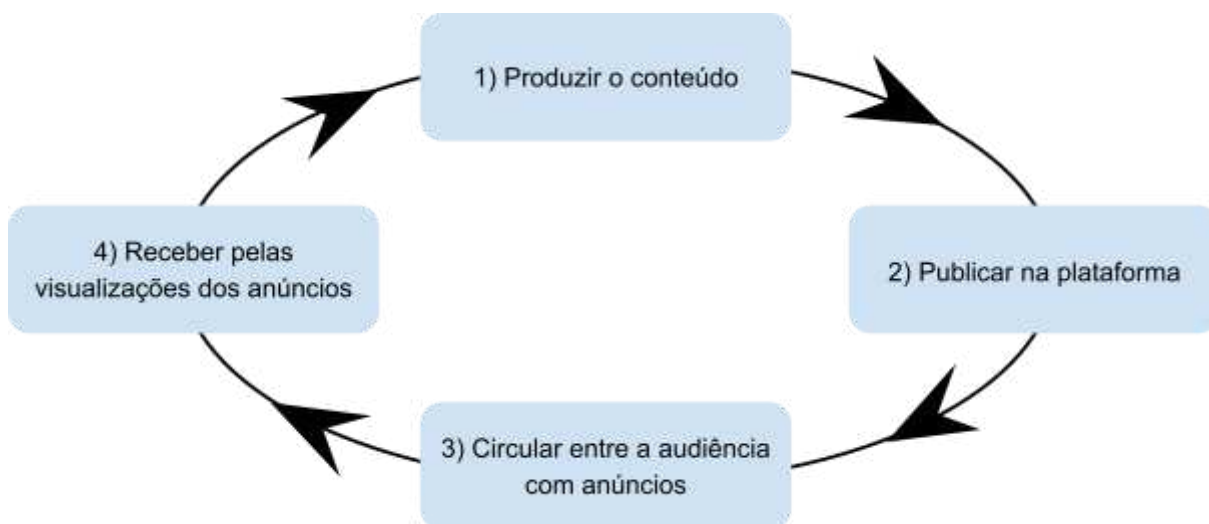 1) Produzir o conteúdo
2) Publicar na plataforma
3) Circular entre a audiência
com anúncios
4) Receber pelas
visualizações dos anúncios